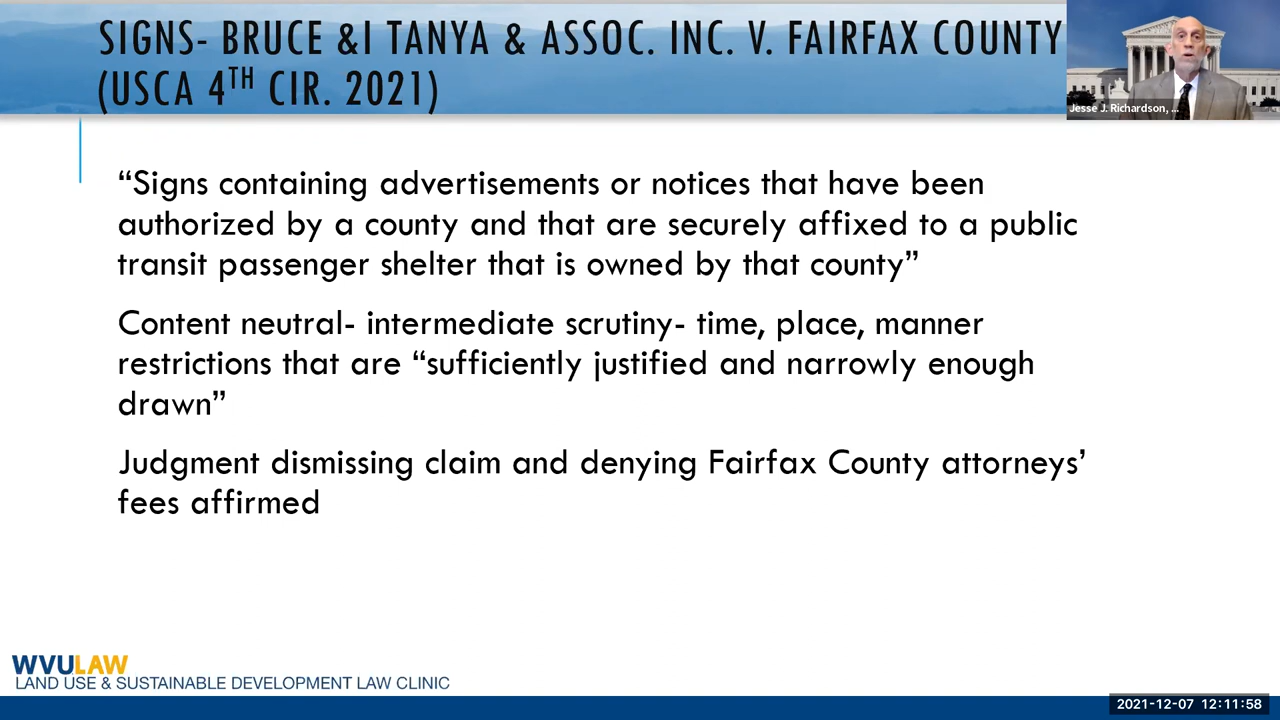 SIGNS- BRUCE &I TANYA & ASSOC. INC. V. FAIRFAX COUNTY
(USCA 4TH CIR. 2021)
Jesse J. Richardson, ...
“Signs containing advertisements or notices that have been
authorized by a county and that are securely affixed to a public
transit passenger shelter that is owned by that county”
Content neutral- intermediate scrutiny- time, place, manner
restrictions that are “sufficiently justified and narrowly enough
drawn”
Judgment dismissing claim and denying Fairfax County attorneys’
fees affirmed
WVULAW
LAND USE & SUSTAINABLE DEVELOPMENT LAW CLINIC
2021-12-07 12:11:58